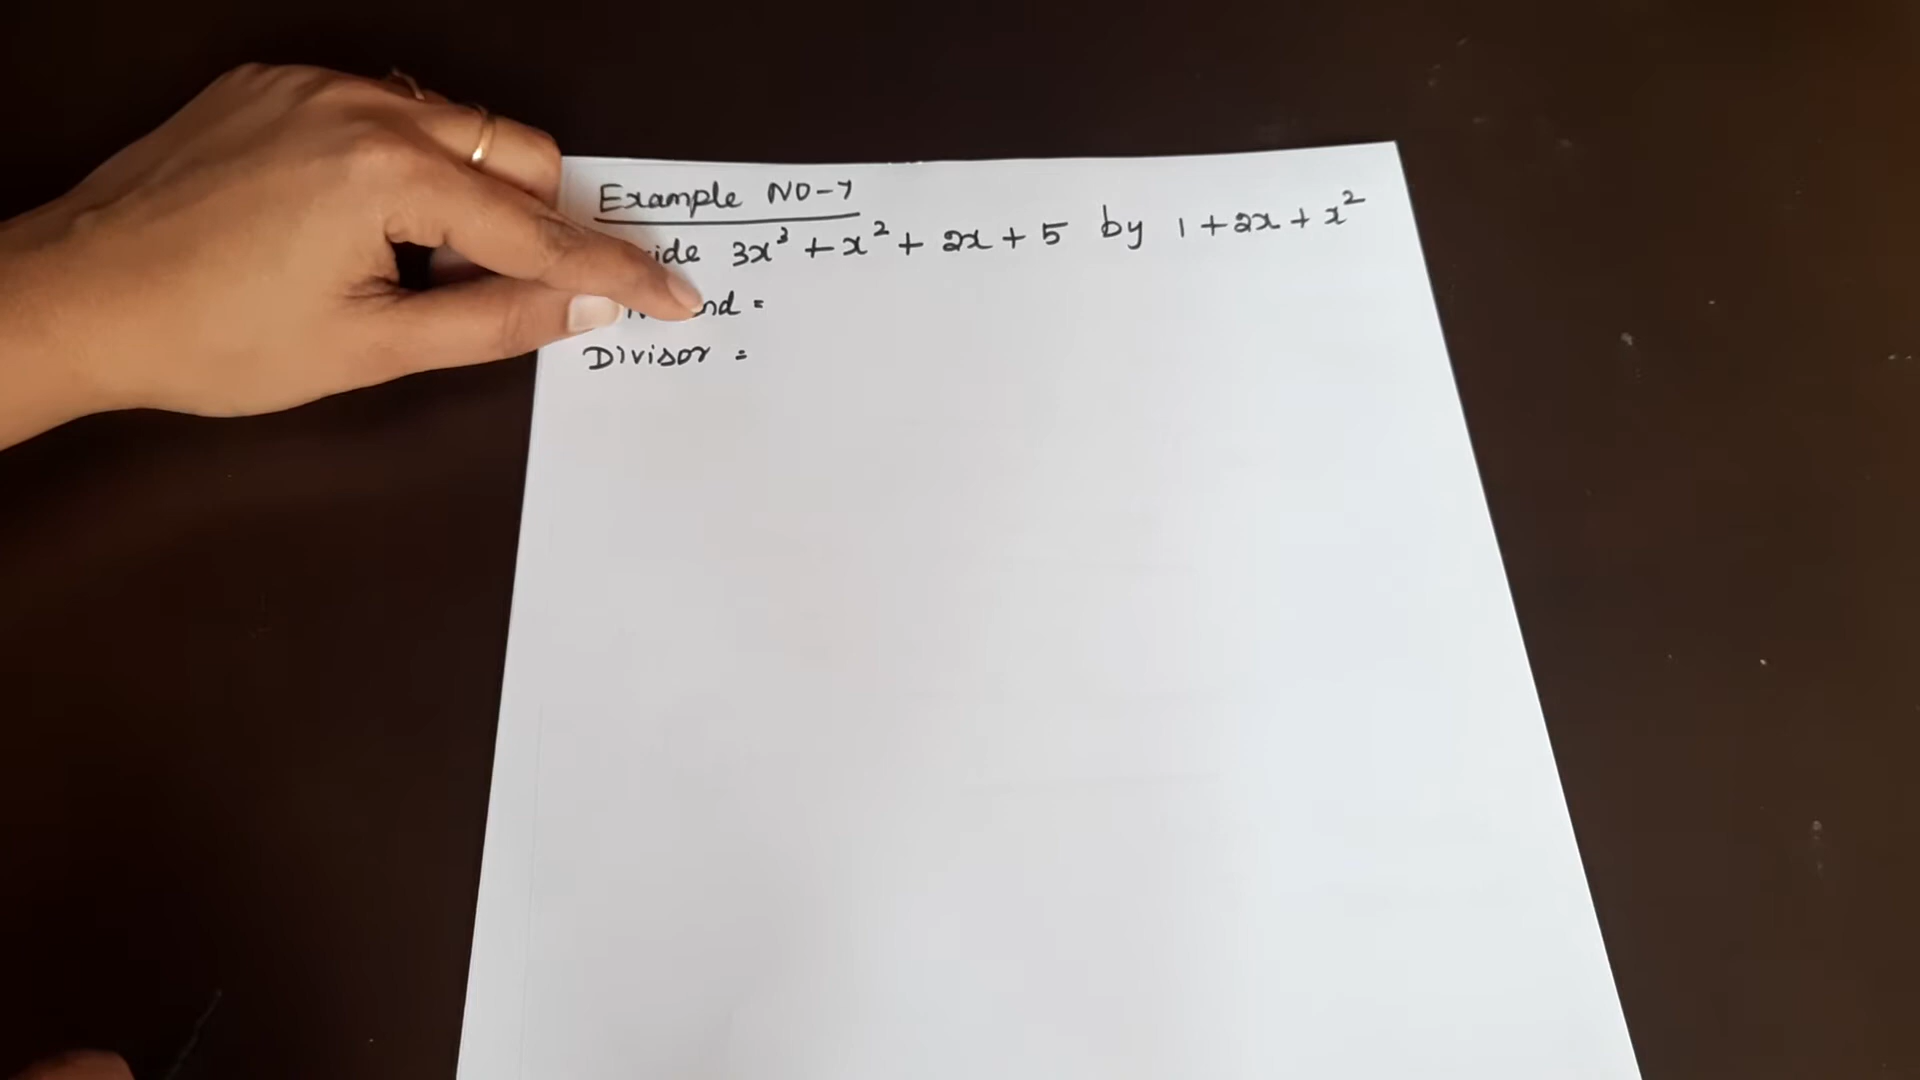 Example NO-7
ide 3x³ + x² + 2x + 5 by 1 + 2x + x²
nd =
Divisor =